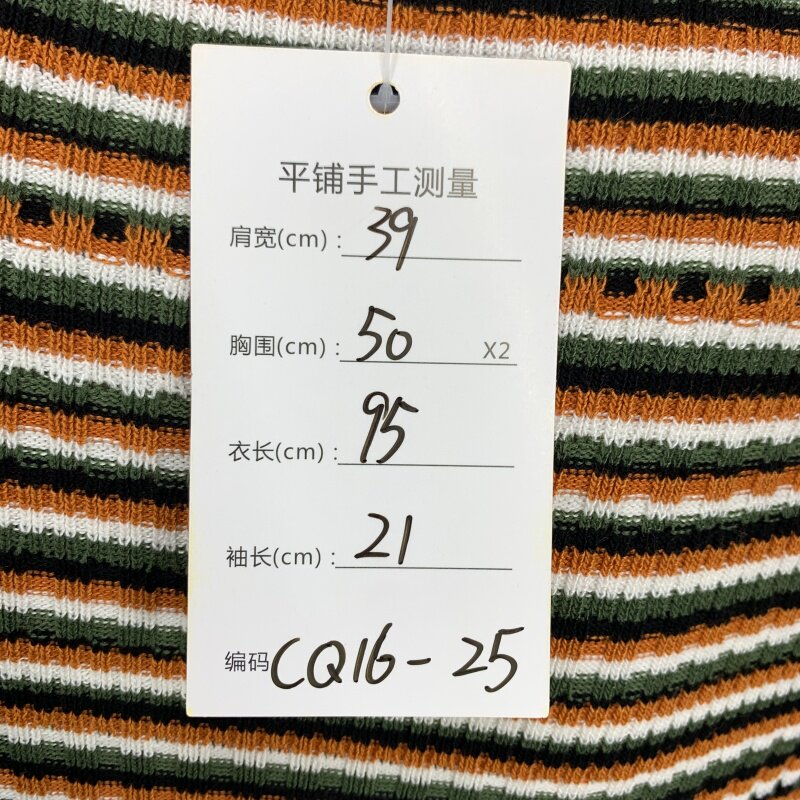 平铺手工测量
肩宽(cm)：39
胸围(cm)：50 X2
衣长(cm)：95
袖长(cm)：21
编码CQ16-25